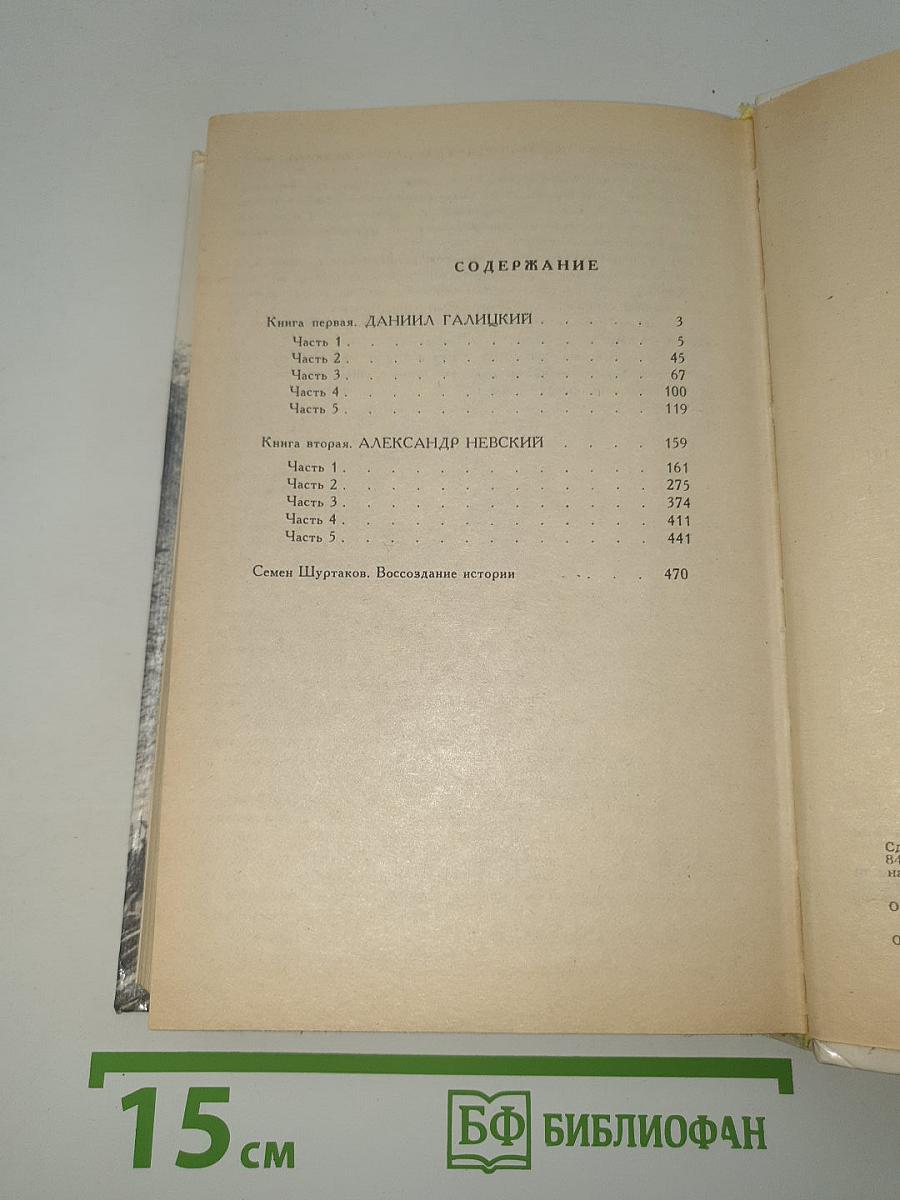 СОДЕРЖАНИЕ
Книга первая. ДАНИИЛ ГАЛИЦКИЙ . . . . . 3
Часть 1 . . . . . . . . . . . . . 5
Часть 2 . . . . . . . . . . . . . 45
Часть 3 . . . . . . . . . . . . . 67
Часть 4 . . . . . . . . . . . . . 100
Часть 5 . . . . . . . . . . . . . 119
Книга вторая. АЛЕКСАНДР НЕВСКИЙ . . . . 159
Часть 1 . . . . . . . . . . . . . 161
Часть 2 . . . . . . . . . . . . . 275
Часть 3 . . . . . . . . . . . . . 374
Часть 4 . . . . . . . . . . . . . 411
Часть 5 . . . . . . . . . . . . . 441
Семен Шуртаков. Воссоздание истории . . . . 470
84
15 см
БФ БИБЛИОФАН